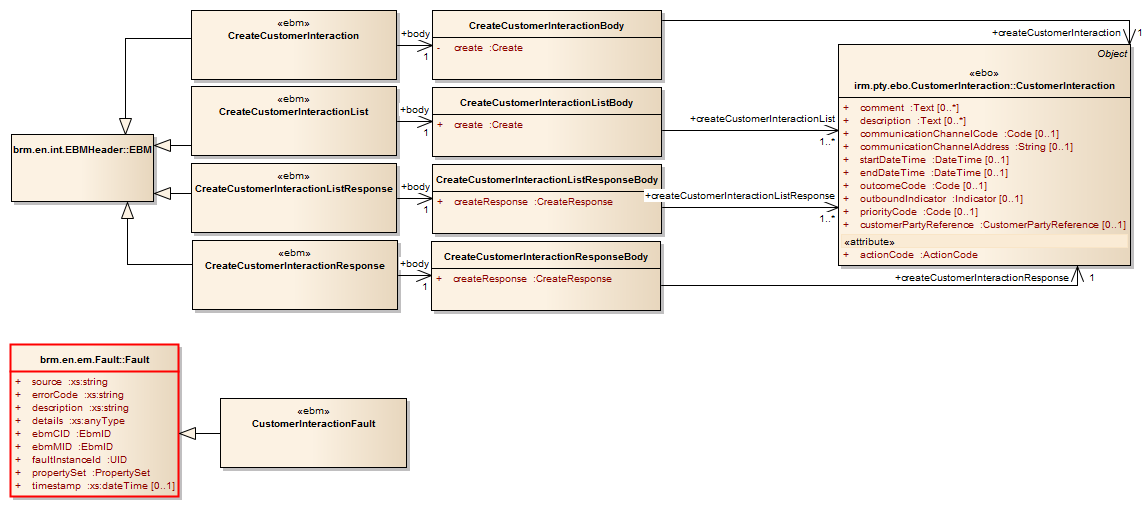 «ebm»
CreateCustomerInteraction
+body
1
CreateCustomerInteractionBody
- create :Create
+createCustomerInteraction
1
Object
«ebo»
irm.pty.ebo.CustomerInteraction::CustomerInteraction
+ comment :Text [0..*]
+ description :Text [0..*]
+ communicationChannelCode :Code [0..1]
+ communicationChannelAddress :String [0..1]
+ startDateTime :DateTime [0..1]
+ endDateTime :DateTime [0..1]
+ outcomeCode :Code [0..1]
+ outboundIndicator :Indicator [0..1]
+ priorityCode :Code [0..1]
+ customerPartyReference :CustomerPartyReference [0..1]
«attribute»
+ actionCode :ActionCode
«ebm»
CreateCustomerInteractionList
+body
1
CreateCustomerInteractionListBody
+ create :Create
+createCustomerInteractionList
1..*
brm.en.int.EBMHeader::EBM
«ebm»
CreateCustomerInteractionListResponse
+body
1
CreateCustomerInteractionListResponseBody
+ createResponse :CreateResponse
+createCustomerInteractionListResponse
1..*
«ebm»
CreateCustomerInteractionResponse
+body
1
CreateCustomerInteractionResponseBody
+ createResponse :CreateResponse
+createCustomerInteractionResponse
1
brm.en.em.Fault::Fault
+ source :xs:string
+ errorCode :xs:string
+ description :xs:string
+ details :xs:anyType
+ ebmCID :EbmID
+ ebmMID :EbmID
+ faultInstanceId :UID
+ propertySet :PropertySet
+ timestamp :xs:dateTime [0..1]
«ebm»
CustomerInteractionFault